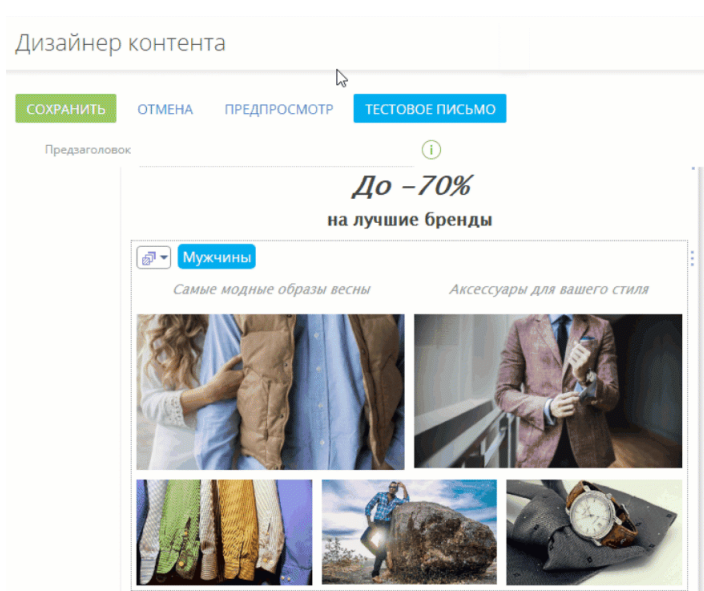 Дизайнер контента
СОХРАНИТЬ ОТМЕНА ПРЕДПРОСМОТР ТЕСТОВОЕ ПИСЬМО
Предзаголовок i
До –70%
на лучшие бренды
Мужчины
Самые модные образы весны Аксессуары для вашего стиля